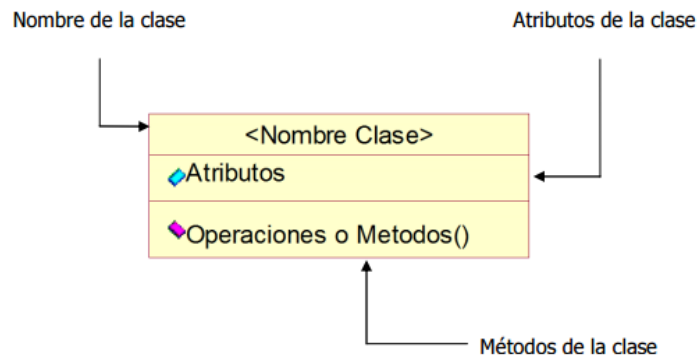 Nombre de la clase
Atributos de la clase
<Nombre Clase>
Atributos
Operaciones o Metodos()
Métodos de la clase